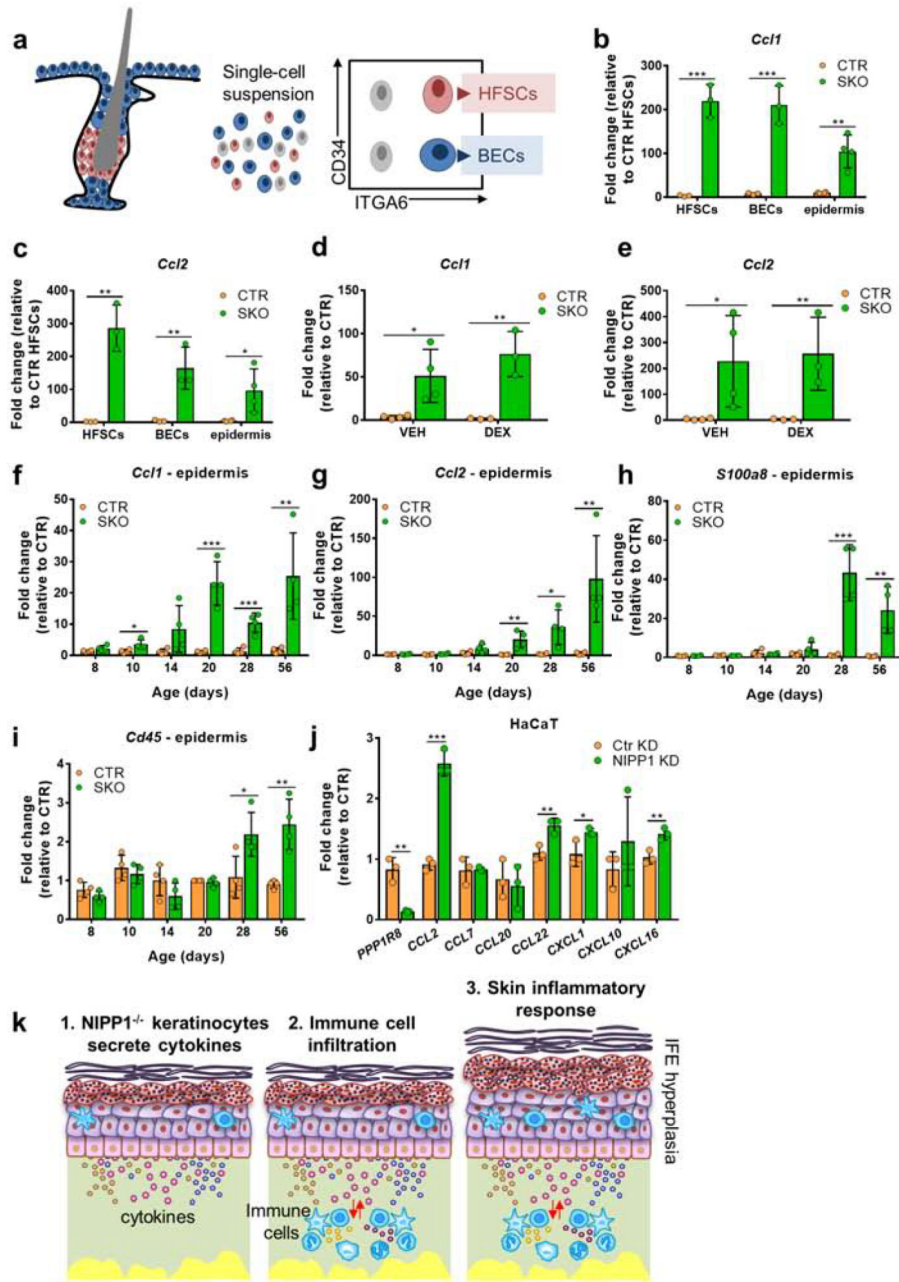 a
Single-cell
suspension
CD34
ITGA6
HFSCs
BECs
b
Ccl1
Fold change (relative
to CTR HFSCs)
CTR
SKO
300
200
100
0
***
***
**
HFSCs
BECs
epidermis
c
Ccl2
Fold change (relative
to CTR HFSCs)
CTR
SKO
400
300
200
100
0
**
**
*
HFSCs
BECs
epidermis
d
Ccl1
Fold change
(relative to CTR)
CTR
SKO
150
100
50
0
*
**
VEH
DEX
e
Ccl2
Fold change
(relative to CTR)
CTR
SKO
500
400
300
200
100
0
*
**
VEH
DEX
f
Ccl1 - epidermis
Fold change
(relative to CTR)
CTR
SKO
50
40
30
20
10
0
*
***
***
**
8
10
14
20
28
56
Age (days)
g
Ccl2 - epidermis
Fold change
(relative to CTR)
CTR
SKO
200
150
100
50
0
**
*
**
8
10
14
20
28
56
Age (days)
h
S100a8 - epidermis
Fold change
(relative to CTR)
CTR
SKO
80
60
40
20
0
***
**
8
10
14
20
28
56
Age (days)
i
Cd45 - epidermis
Fold change
(relative to CTR)
CTR
SKO
4
3
2
1
0
*
**
8
10
14
20
28
56
Age (days)
j
HaCaT
Fold change
(relative to CTR)
Ctr KD
NIPP1 KD
3
2
1
0
**
***
**
*
**
PPP1R8
CCL2
CCL7
CCL20
CCL22
CXCL1
CXCL10
CXCL16
k
1. NIPP1-/- keratinocytes
secrete cytokines
2. Immune cell
infiltration
3. Skin inflammatory
response
cytokines
Immune
cells
IFE hyperplasia